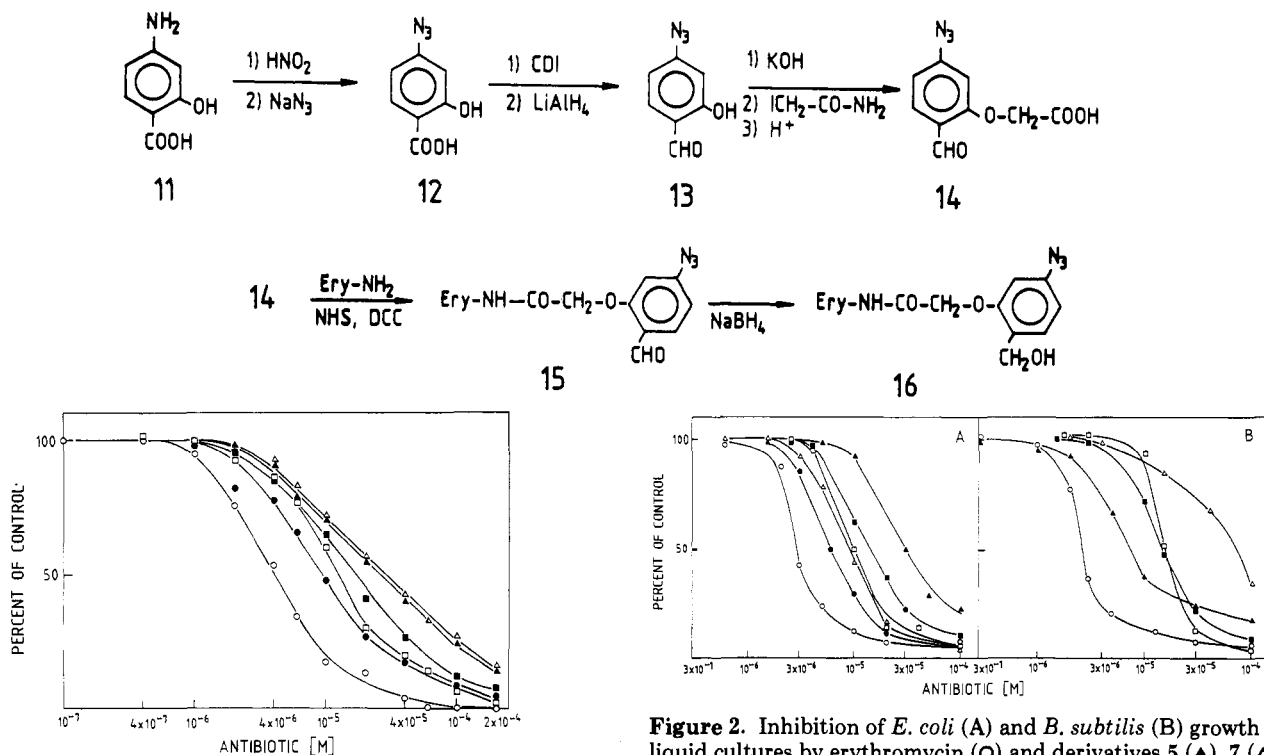 NH2 N3 N3 N3
1) HNO2 1) CDI 1) KOH
2) NaN3 2) LiAlH4 2) ICH2-CO-NH2
3) H+
OH OH OH O-CH2-COOH
COOH COOH CHO CHO
11 12 13 14
N3 N3
14 Ery-NH2 Ery-NH-CO-CH2-O Ery-NH-CO-CH2-O
NHS, DCC NaBH4
CHO CH2OH
15 16
PERCENT OF CONTROL
100
50
10-7 4x10-7 10-6 4x10-6 10-5 4x10-5 10-4 2x10-4
ANTIBIOTIC [M]
PERCENT OF CONTROL
100
50
A B
3x10-1 10-6 3x10-6 10-5 3x10-5 10-4 3x10-1 10-6 3x10-6 10-5 3x10-5 10-4
ANTIBIOTIC [M]
Figure 2. Inhibition of E. coli (A) and B. subtilis (B) growth
liquid cultures by erythromycin (○) and derivatives 5 (▲), 7 (△